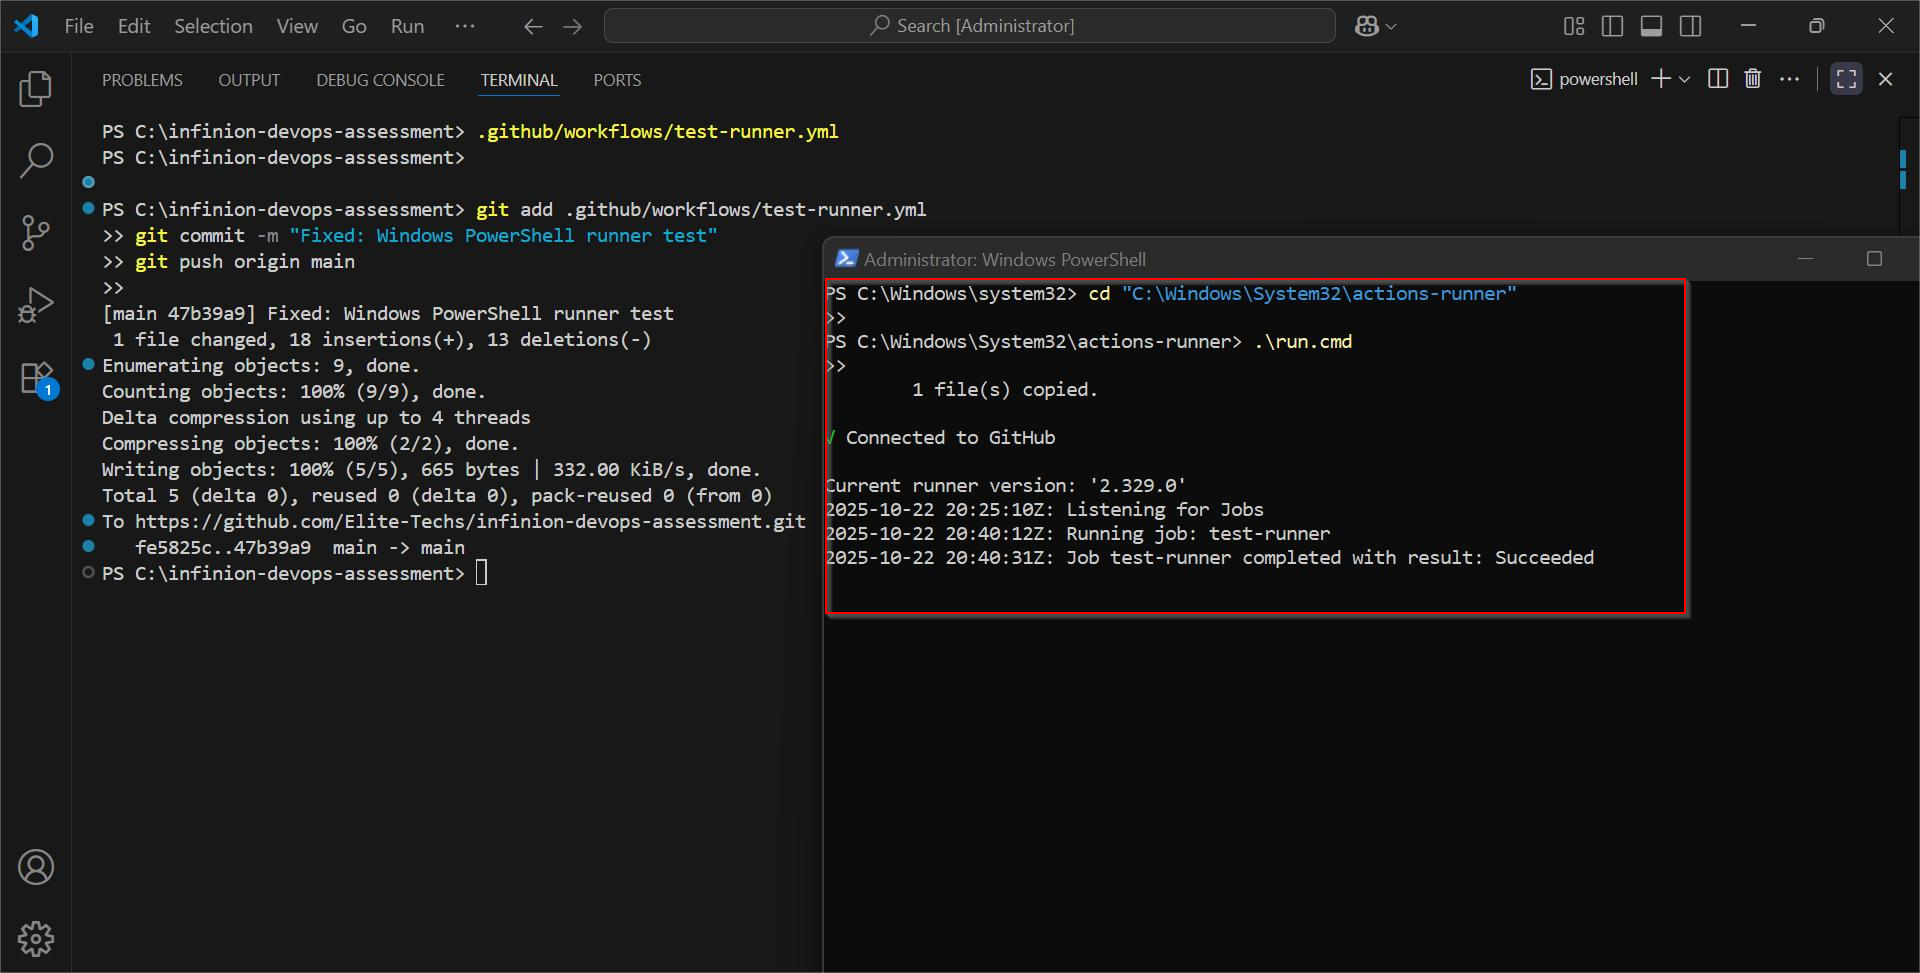 File Edit Selection View Go Run ··· Search [Administrator]
PROBLEMS OUTPUT DEBUG CONSOLE TERMINAL PORTS powershell
PS C:\infinion-devops-assessment> .github/workflows/test-runner.yml
PS C:\infinion-devops-assessment>
PS C:\infinion-devops-assessment> git add .github/workflows/test-runner.yml
>> git commit -m "Fixed: Windows PowerShell runner test"
>> git push origin main
>>
[main 47b39a9] Fixed: Windows PowerShell runner test
1 file changed, 18 insertions(+), 13 deletions(-)
Enumerating objects: 9, done.
Counting objects: 100% (9/9), done.
Delta compression using up to 4 threads
Compressing objects: 100% (2/2), done.
Writing objects: 100% (5/5), 665 bytes | 332.00 KiB/s, done.
Total 5 (delta 0), reused 0 (delta 0), pack-reused 0 (from 0)
To https://github.com/Elite-Techs/infinion-devops-assessment.git
fe5825c..47b39a9 main -> main
PS C:\infinion-devops-assessment>
1
Administrator: Windows PowerShell
PS C:\Windows\system32> cd "C:\Windows\System32\actions-runner"
>>
PS C:\Windows\System32\actions-runner> .\run.cmd
>>
1 file(s) copied.
√ Connected to GitHub
Current runner version: '2.329.0'
2025-10-22 20:25:10Z: Listening for Jobs
2025-10-22 20:40:12Z: Running job: test-runner
2025-10-22 20:40:31Z: Job test-runner completed with result: Succeeded